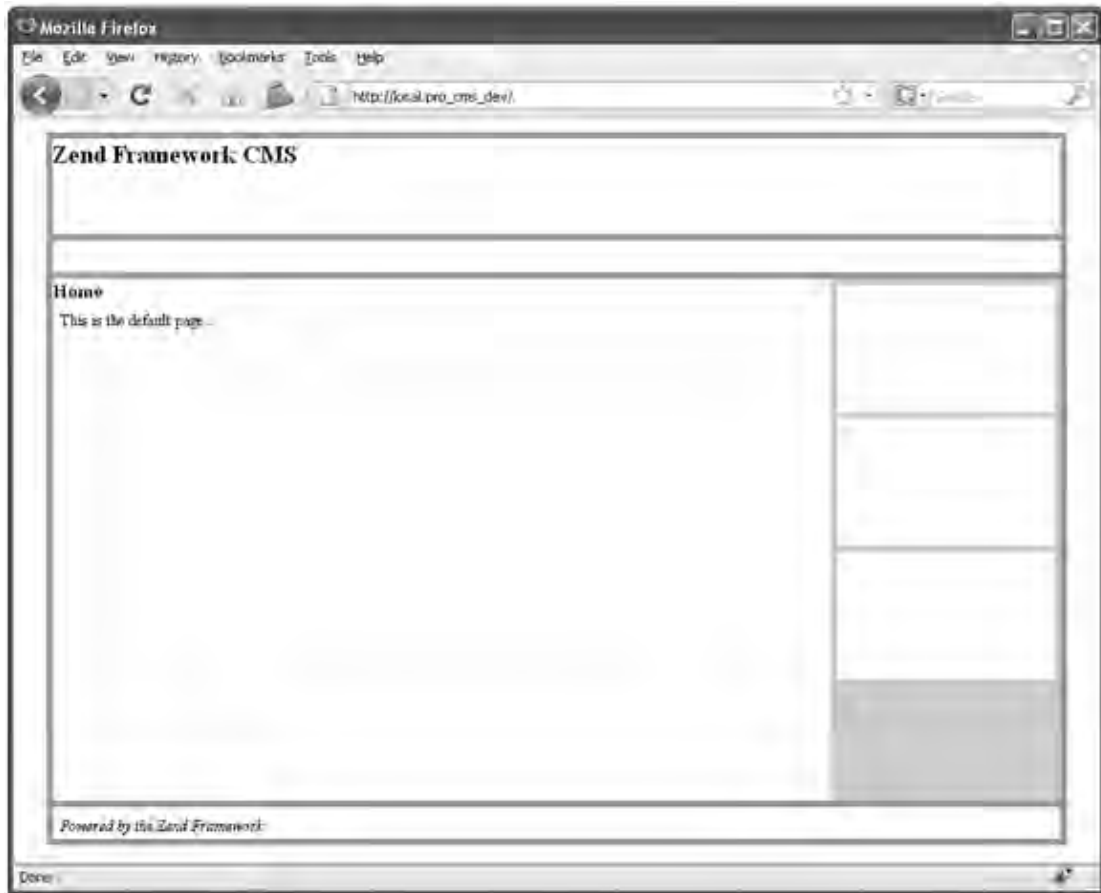 Mozilla Firefox
File Edit View History Bookmarks Tools Help
http://local.pro_cms_dev/
Zend Framework CMS
Home
This is the default page...
Powered by the Zend Framework
Done